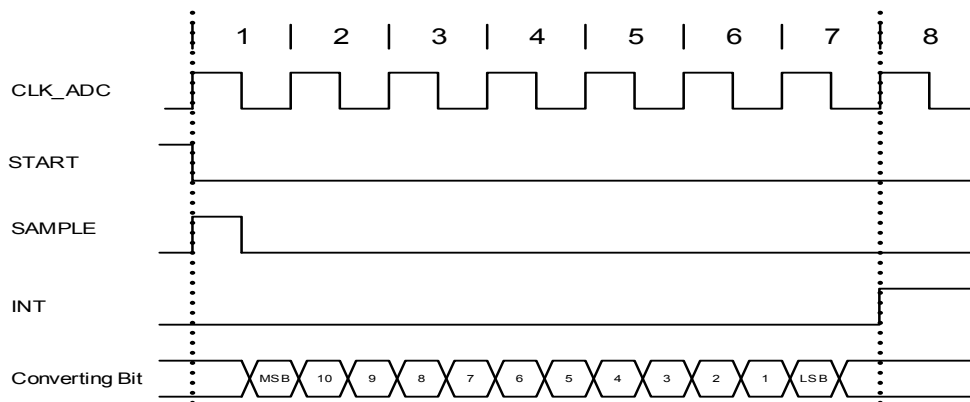 1 | 2 | 3 | 4 | 5 | 6 | 7 | 8
CLK_ADC
START
SAMPLE
INT
Converting Bit MSB 10 9 8 7 6 5 4 3 2 1 LSB